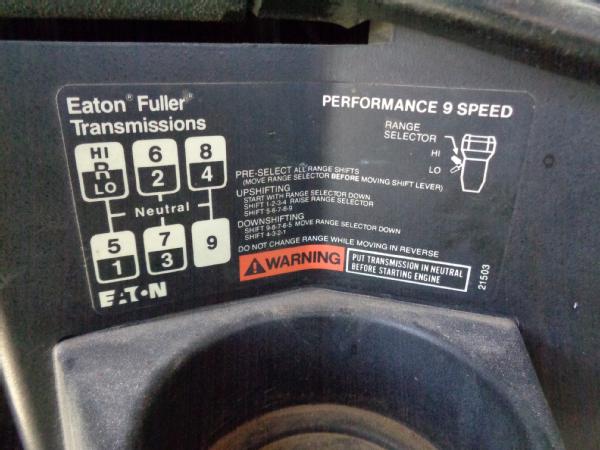 Eaton® Fuller®
Transmissions
PERFORMANCE 9 SPEED
RANGE
SELECTOR
HI
LO
HI
R
LO
6
2
8
4
Neutral
5
1
7
3
9
PRE-SELECT ALL RANGE SHIFTS
(MOVE RANGE SELECTOR BEFORE MOVING SHIFT LEVER)
UPSHIFTING
START WITH RANGE SELECTOR DOWN
SHIFT 1-2-3-4 RAISE RANGE SELECTOR
SHIFT 5-6-7-8-9
DOWNSHIFTING
SHIFT 9-8-7-6-5 MOVE RANGE SELECTOR DOWN
SHIFT 4-3-2-1
DO NOT CHANGE RANGE WHILE MOVING IN REVERSE
WARNING
PUT TRANSMISSION IN NEUTRAL
BEFORE STARTING ENGINE
21503
EATON